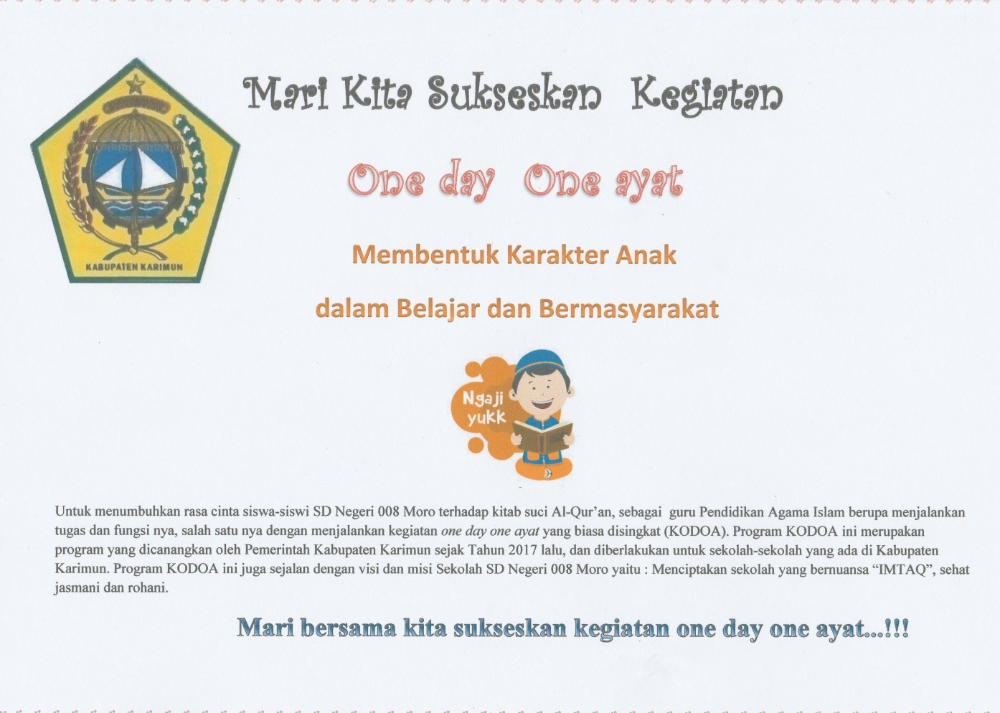 Mari Kita Sukseskan Kegiatan
One day One ayat
KABUPATEN KARIMUN
Membentuk Karakter Anak
dalam Belajar dan Bermasyarakat
Ngaji
yukk
Untuk menumbuhkan rasa cinta siswa-siswi SD Negeri 008 Moro terhadap kitab suci Al-Qur’an, sebagai guru Pendidikan Agama Islam berupa menjalankan
tugas dan fungsi nya, salah satu nya dengan menjalankan kegiatan one day one ayat yang biasa disingkat (KODOA). Program KODOA ini merupakan
program yang dicanangkan oleh Pemerintah Kabupaten Karimun sejak Tahun 2017 lalu, dan diberlakukan untuk sekolah-sekolah yang ada di Kabupaten
Karimun. Program KODOA ini juga sejalan dengan visi dan misi Sekolah SD Negeri 008 Moro yaitu : Menciptakan sekolah yang bernuansa “IMTAQ”, sehat
jasmani dan rohani.
Mari bersama kita sukseskan kegiatan one day one ayat...!!!